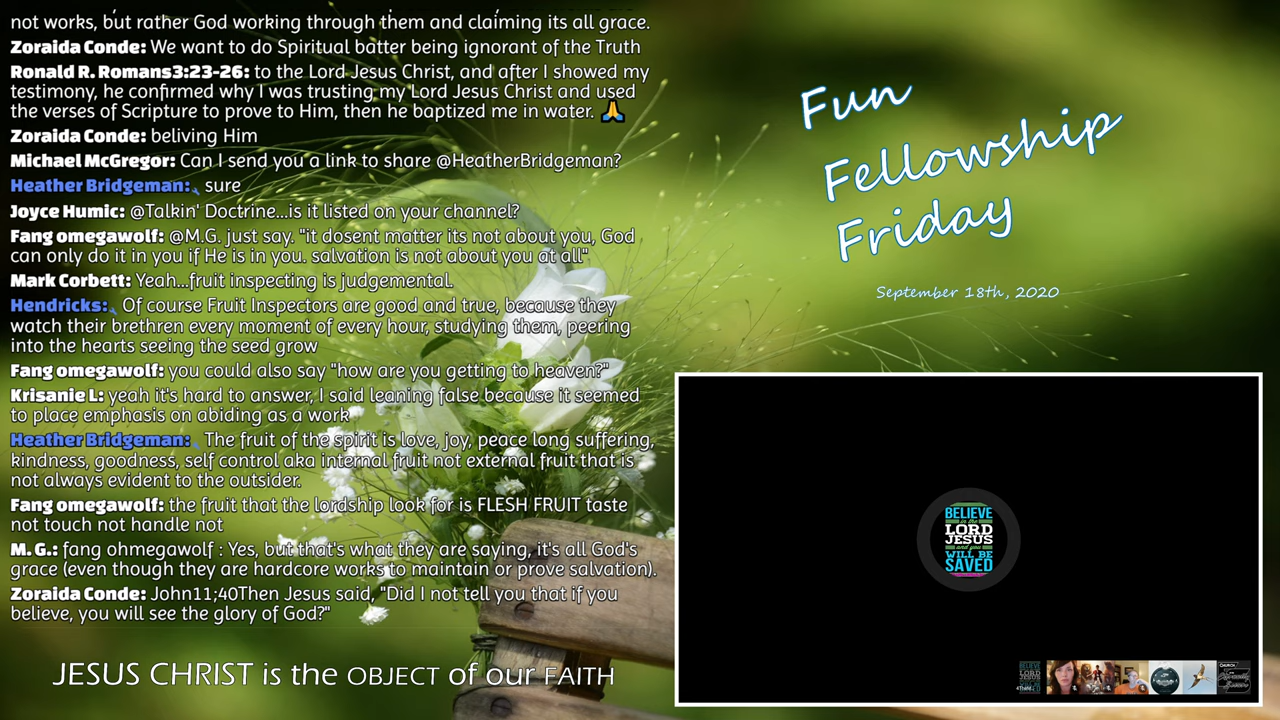 not works, but rather God working through them and claiming its all grace.
Zoraida Conde: We want to do Spiritual batter being ignorant of the Truth
Ronald R. Romans3:23-26: to the Lord Jesus Christ, and after I showed my
testimony, he confirmed why I was trusting my Lord Jesus Christ and used
the verses of Scripture to prove to Him, then he baptized me in water. 🙏
Zoraida Conde: beliving Him
Michael McGregor: Can I send you a link to share @HeatherBridgeman?
Heather Bridgeman: sure
Joyce Humic: @Talkin' Doctrine...is it listed on your channel?
Fang omegawolf: @M.G. just say. "it dosent matter its not about you, God
can only do it in you if He is in you. salvation is not about you at all"
Mark Corbett: Yeah...fruit inspecting is judgemental.
Hendricks: Of course Fruit Inspectors are good and true, because they
watch their brethren every moment of every hour, studying them, peering
into the hearts seeing the seed grow
Fang omegawolf: you could also say "how are you getting to heaven?"
Krisanie L: yeah it's hard to answer, I said leaning false because it seemed
to place emphasis on abiding as a work
Heather Bridgeman: The fruit of the spirit is love, joy, peace long suffering,
kindness, goodness, self control aka internal fruit not external fruit that is
not always evident to the outsider.
Fang omegawolf: the fruit that the lordship look for is FLESH FRUIT taste
not touch not handle not
M. G.: fang ohmegawolf : Yes, but that's what they are saying, it's all God's
grace (even though they are hardcore works to maintain or prove salvation).
Zoraida Conde: John11;40Then Jesus said, "Did I not tell you that if you
believe, you will see the glory of God?"
JESUS CHRIST is the OBJECT of our FAITH
Fun
Fellowship
Friday
September 18th, 2020
BELIEVE
in the
LORD
JESUS
and you
WILL BE
SAVED